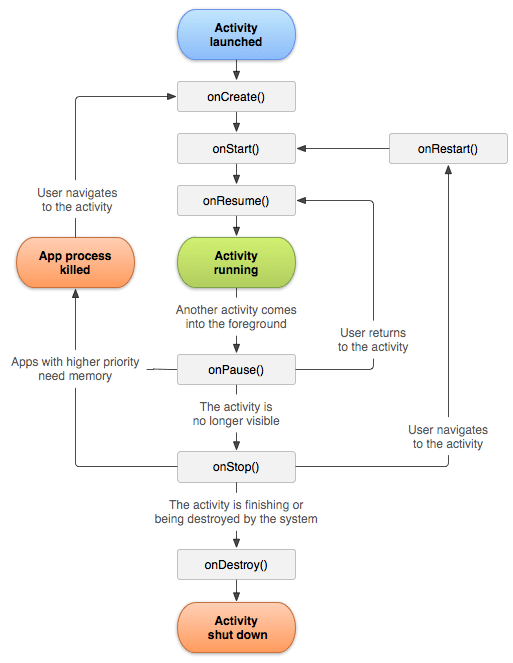 Activity
launched
onCreate()
onStart()
onRestart()
User navigates
to the activity
onResume()
App process
killed
Activity
running
Another activity comes
into the foreground
User returns
to the activity
Apps with higher priority
need memory
onPause()
The activity is
no longer visible
User navigates
to the activity
onStop()
The activity is finishing or
being destroyed by the system
onDestroy()
Activity
shut down